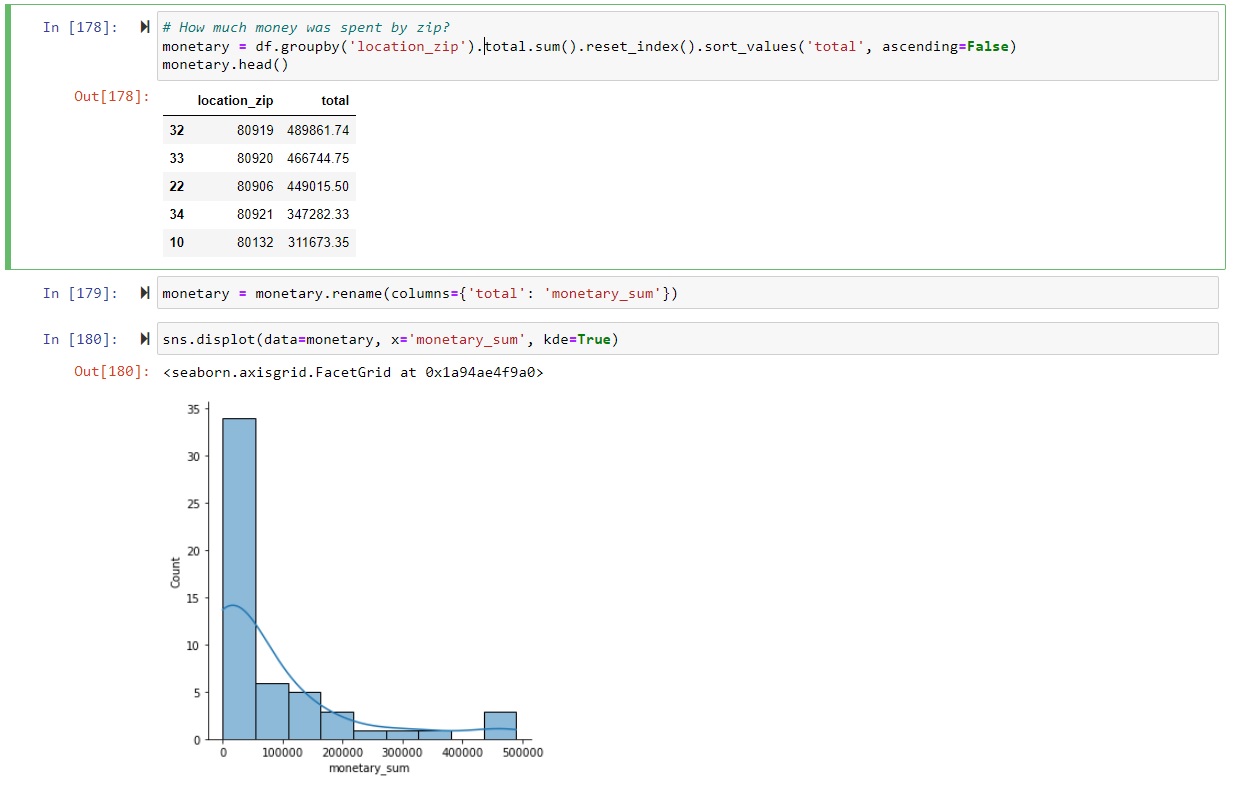 In [178]:
# How much money was spent by zip?
monetary = df.groupby('location_zip').total.sum().reset_index().sort_values('total', ascending=False)
monetary.head()
Out[178]:
location_zip total
32 80919 489861.74
33 80920 466744.75
22 80906 449015.50
34 80921 347282.33
10 80132 311673.35
In [179]:
monetary = monetary.rename(columns={'total': 'monetary_sum'})
In [180]:
sns.displot(data=monetary, x='monetary_sum', kde=True)
Out[180]:
<seaborn.axisgrid.FacetGrid at 0x1a94ae4f9a0>
35
30
25
20
15
10
5
0
Count
0 100000 200000 300000 400000 500000
monetary_sum